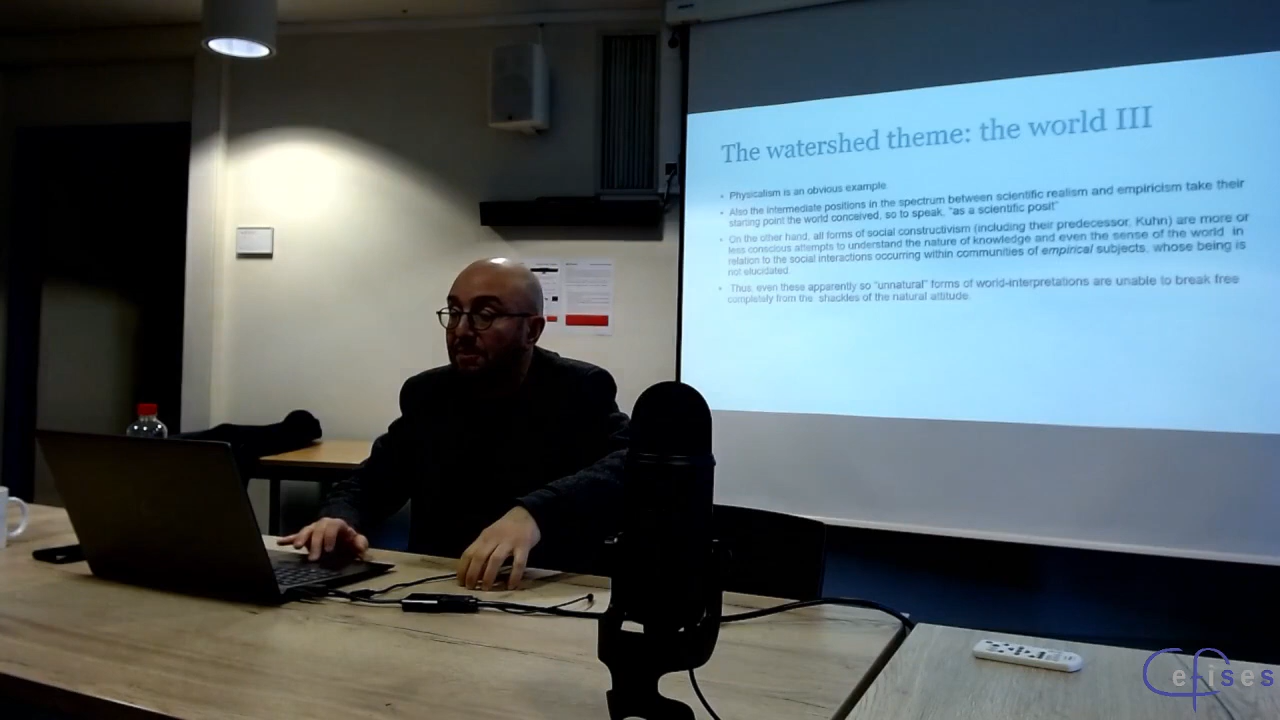 The watershed theme: the world III
• Physicalism is an obvious example
• Also the intermediate positions in the spectrum between scientific realism and empiricism take their
starting point the world conceived, so to speak, "as a scientific posit"
• On the other hand, all forms of social constructivism (including their predecessor, Kuhn) are more or
less conscious attempts to understand the nature of knowledge and even the sense of the world in
relation to the social interactions occurring within communities of empirical subjects, whose being is
not elucidated.
• Thus, even these apparently so "unnatural" forms of world-interpretations are unable to break free
completely from the shackles of the natural attitude.
Cefises